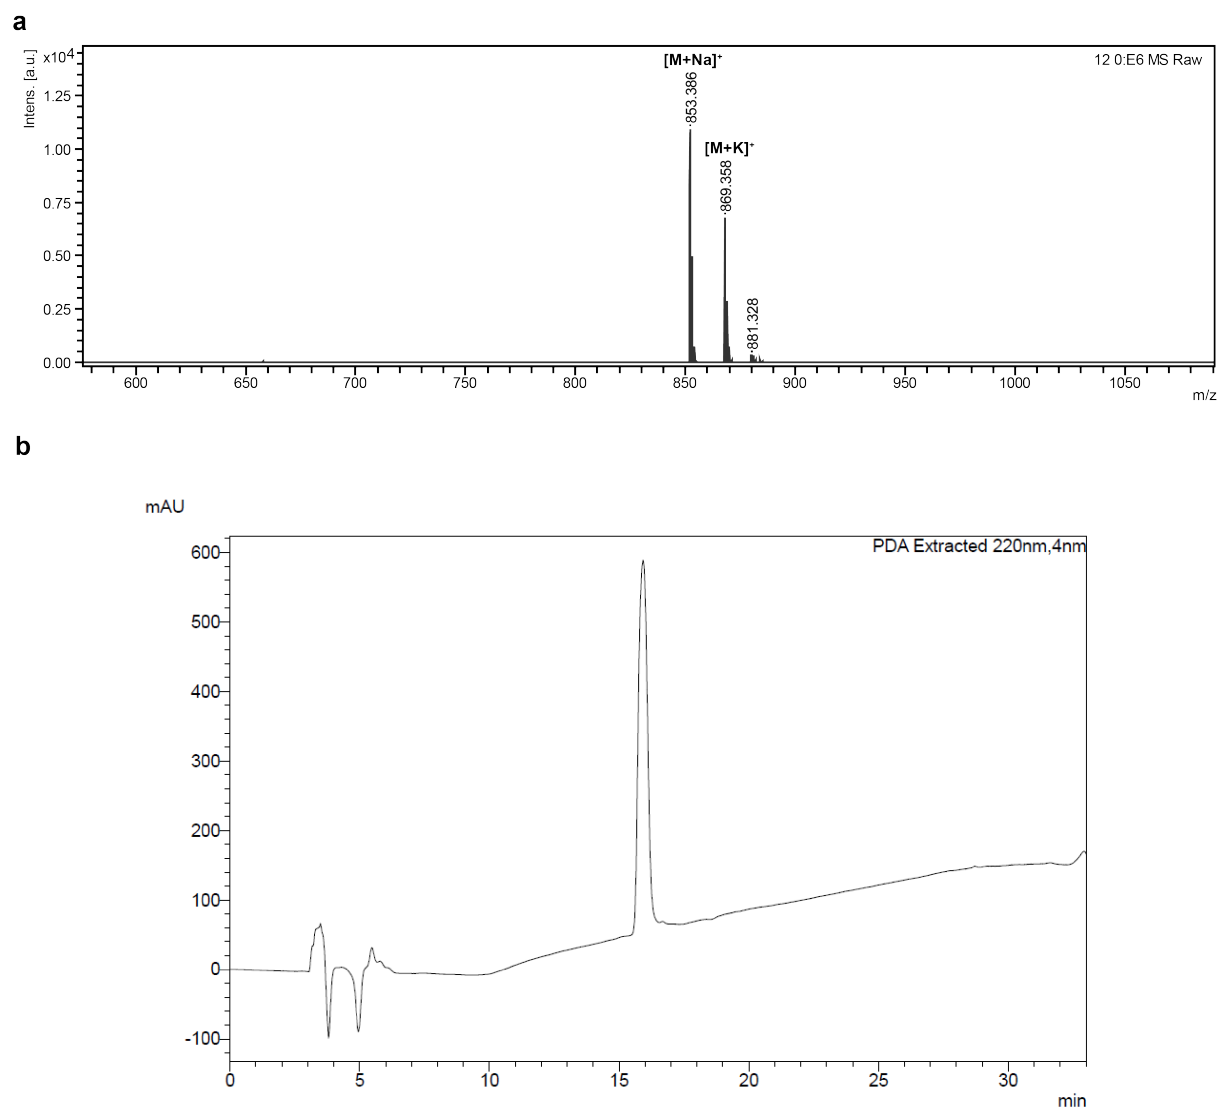 a
Intens. [a.u.]
x10⁴
1.25
1.00
0.75
0.50
0.25
0.00
[M+Na]⁺
853.386
[M+K]⁺
869.358
881.328
12 0:E6 MS Raw
600 650 700 750 800 850 900 950 1000 1050
m/z
b
mAU
PDA Extracted 220nm,4nm
600
500
400
300
200
100
0
-100
0 5 10 15 20 25 30
min